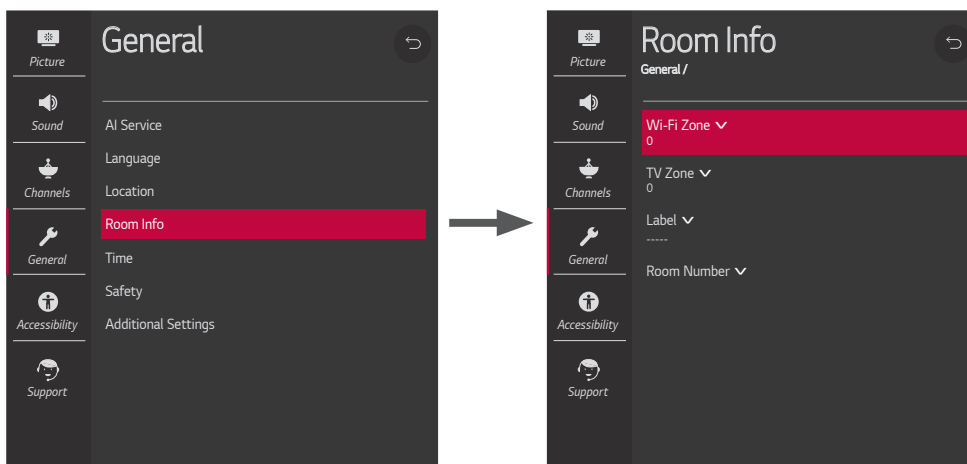 General
Picture
Sound
Channels
General
Accessibility
Support
AI Service
Language
Location
Room Info
Time
Safety
Additional Settings
Room Info
General /
Picture
Sound
Channels
General
Accessibility
Support
Wi-Fi Zone
0
TV Zone
0
Label
-----
Room Number